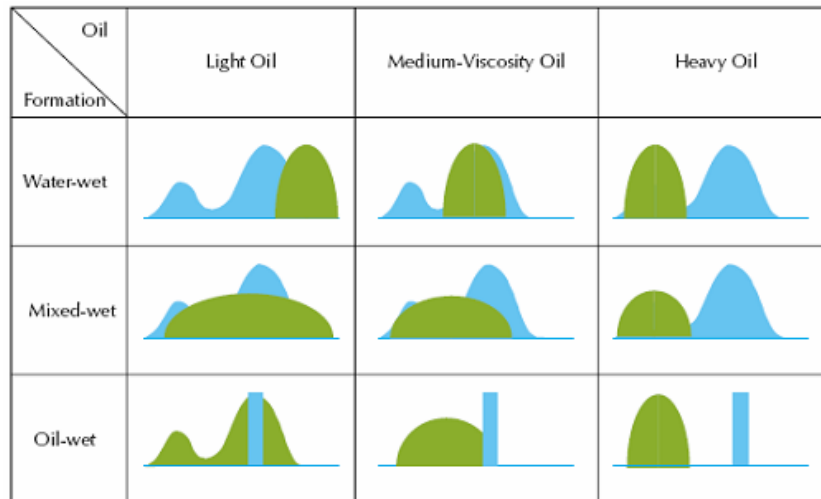 Oil
Formation
Light Oil
Medium-Viscosity Oil
Heavy Oil
Water-wet
Mixed-wet
Oil-wet